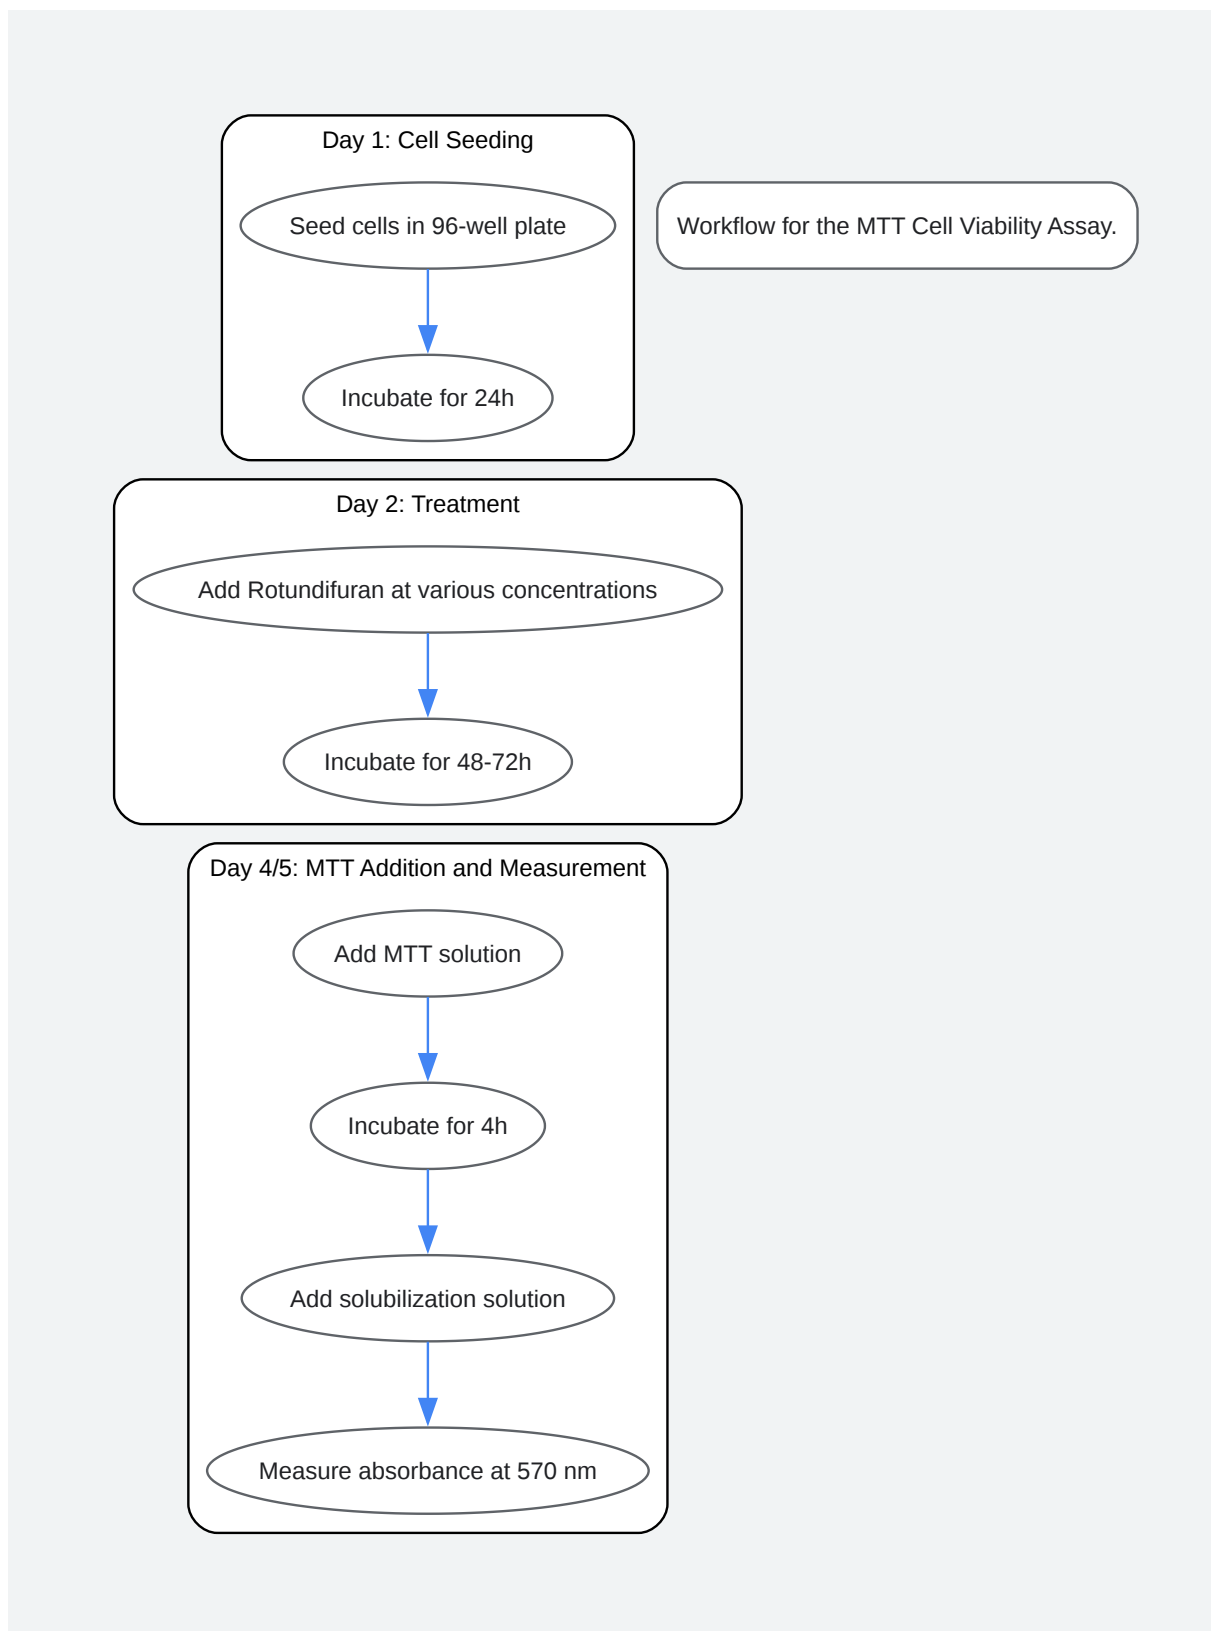 Day 1: Cell Seeding
Seed cells in 96-well plate
Workflow for the MTT Cell Viability Assay.
Incubate for 24h
Day 2: Treatment
Add Rotundifuran at various concentrations
Incubate for 48-72h
Day 4/5: MTT Addition and Measurement
Add MTT solution
Incubate for 4h
Add solubilization solution
Measure absorbance at 570 nm